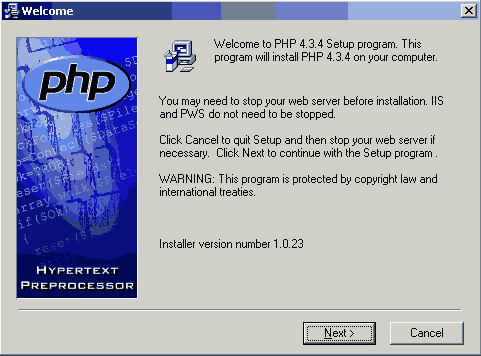 Welcome
php
Welcome to PHP 4.3.4 Setup program. This
program will install PHP 4.3.4 on your computer.
You may need to stop your web server before installation. IIS
and PWS do not need to be stopped.
Click Cancel to quit Setup and then stop your web server if
necessary. Click Next to continue with the Setup program .
WARNING: This program is protected by copyright law and
international treaties.
Installer version number 1.0.23
if($Ok)
{ reset($
HYPERTEXT
PREPROCESSOR
Next >
Cancel